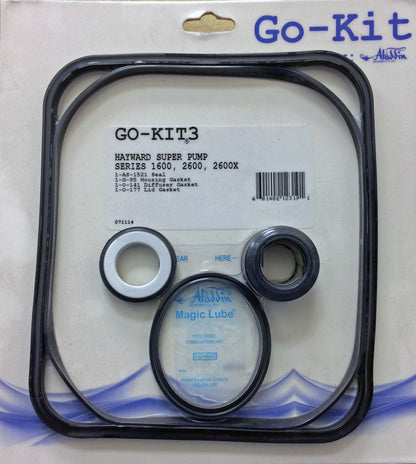 Go-Kit
Aladdin
GO-KIT3
®
HAYWARD SUPER PUMP
SERIES 1600, 2600, 2600X
1-AS-1521 Seal
1-G-95 Housing Gasket
1-O-141 Diffuser Gasket
1-O-177 Lid Gasket
071114
EAR HERE
Aladdin
Magic Lube®